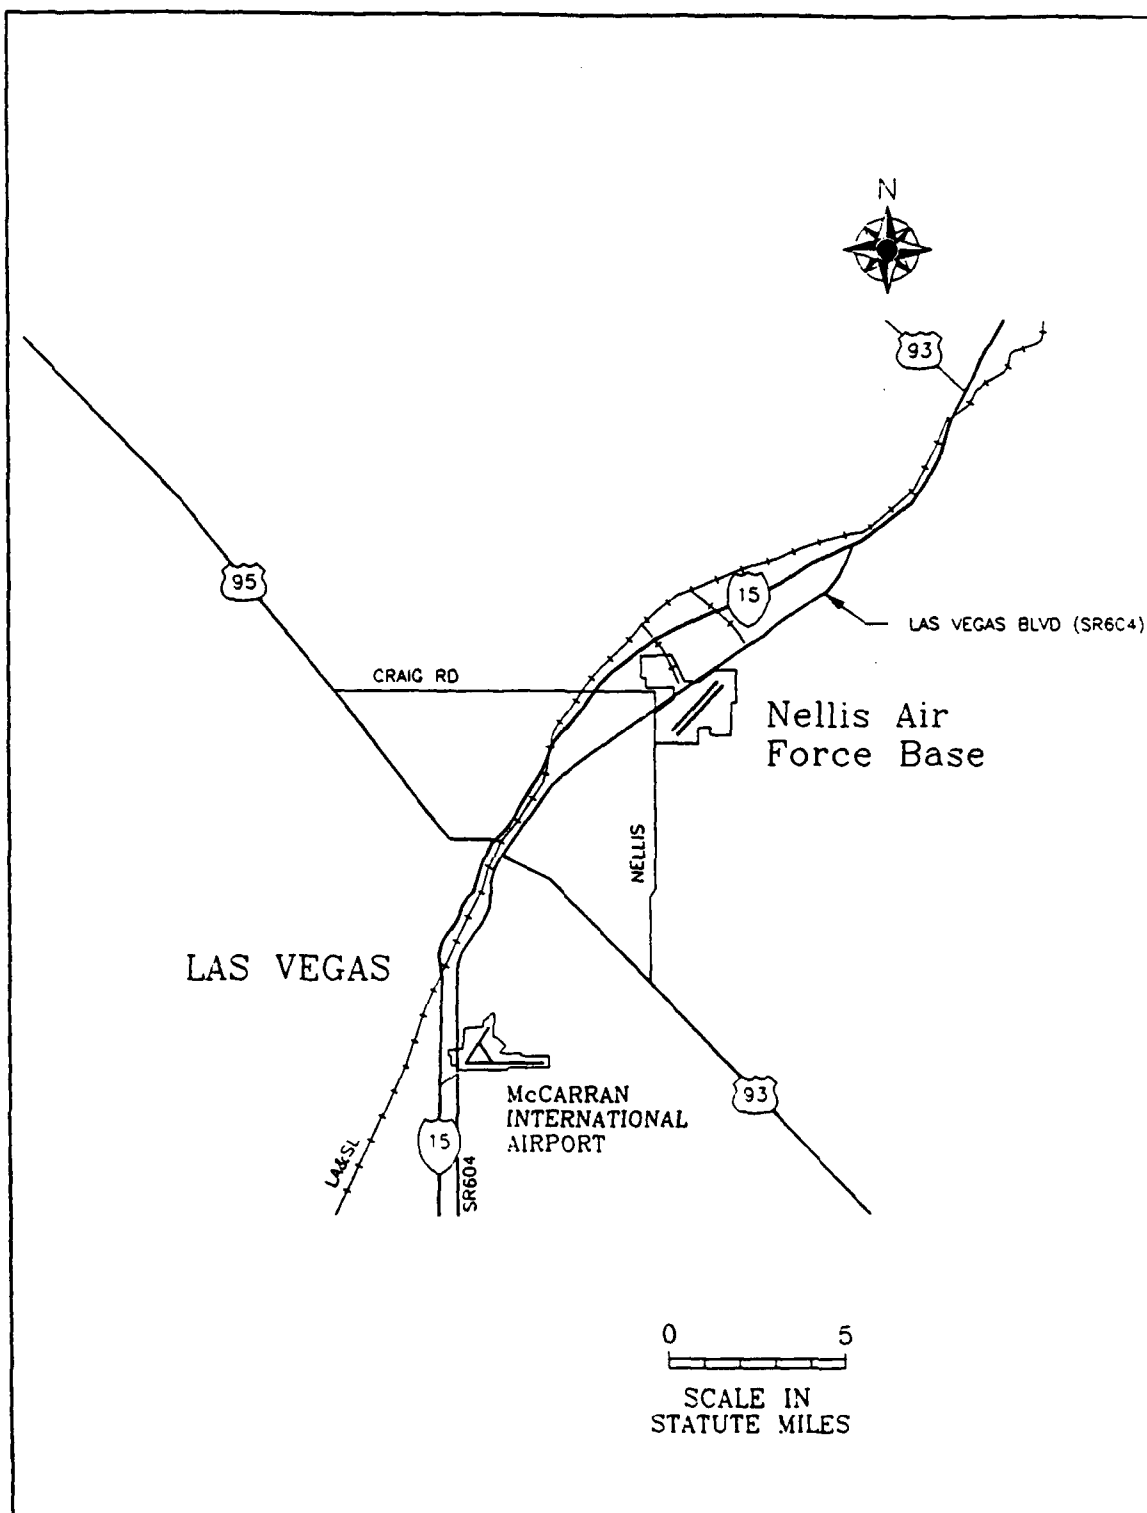 N
93
95
15
LAS VEGAS BLVD (SR6C4)
CRAIG RD
Nellis Air
Force Base
NELLIS
LAS VEGAS
McCARRAN
INTERNATIONAL
AIRPORT
93
15
LA&SL
SR604
0 5
SCALE IN
STATUTE MILES